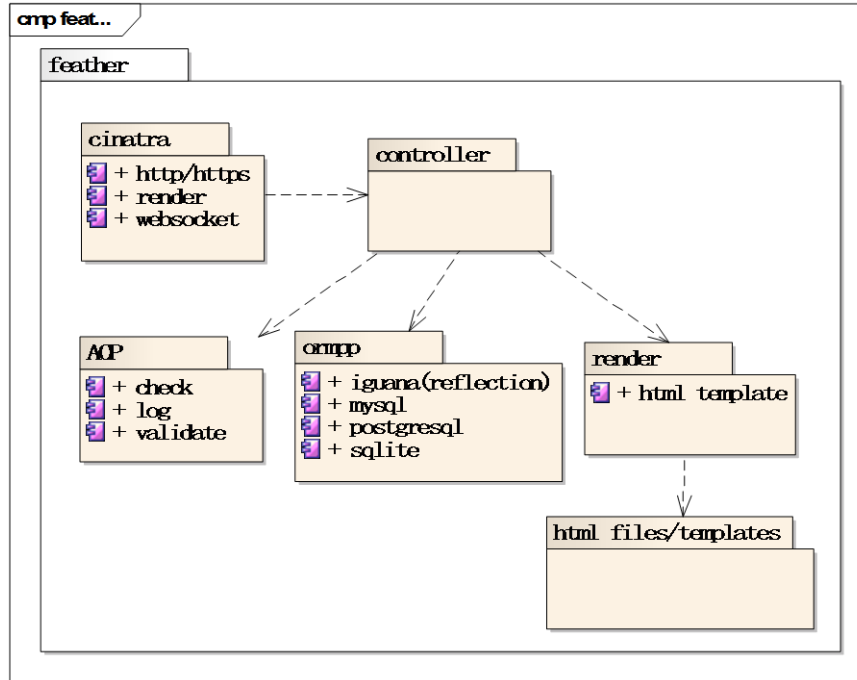 cmp feat...
feather
cinatra
+ http/https
+ render
+ websocket
controller
AOP
+ check
+ log
+ validate
ormpp
+ iguana(reflection)
+ mysql
+ postgresql
+ sqlite
render
+ html template
html files/templates